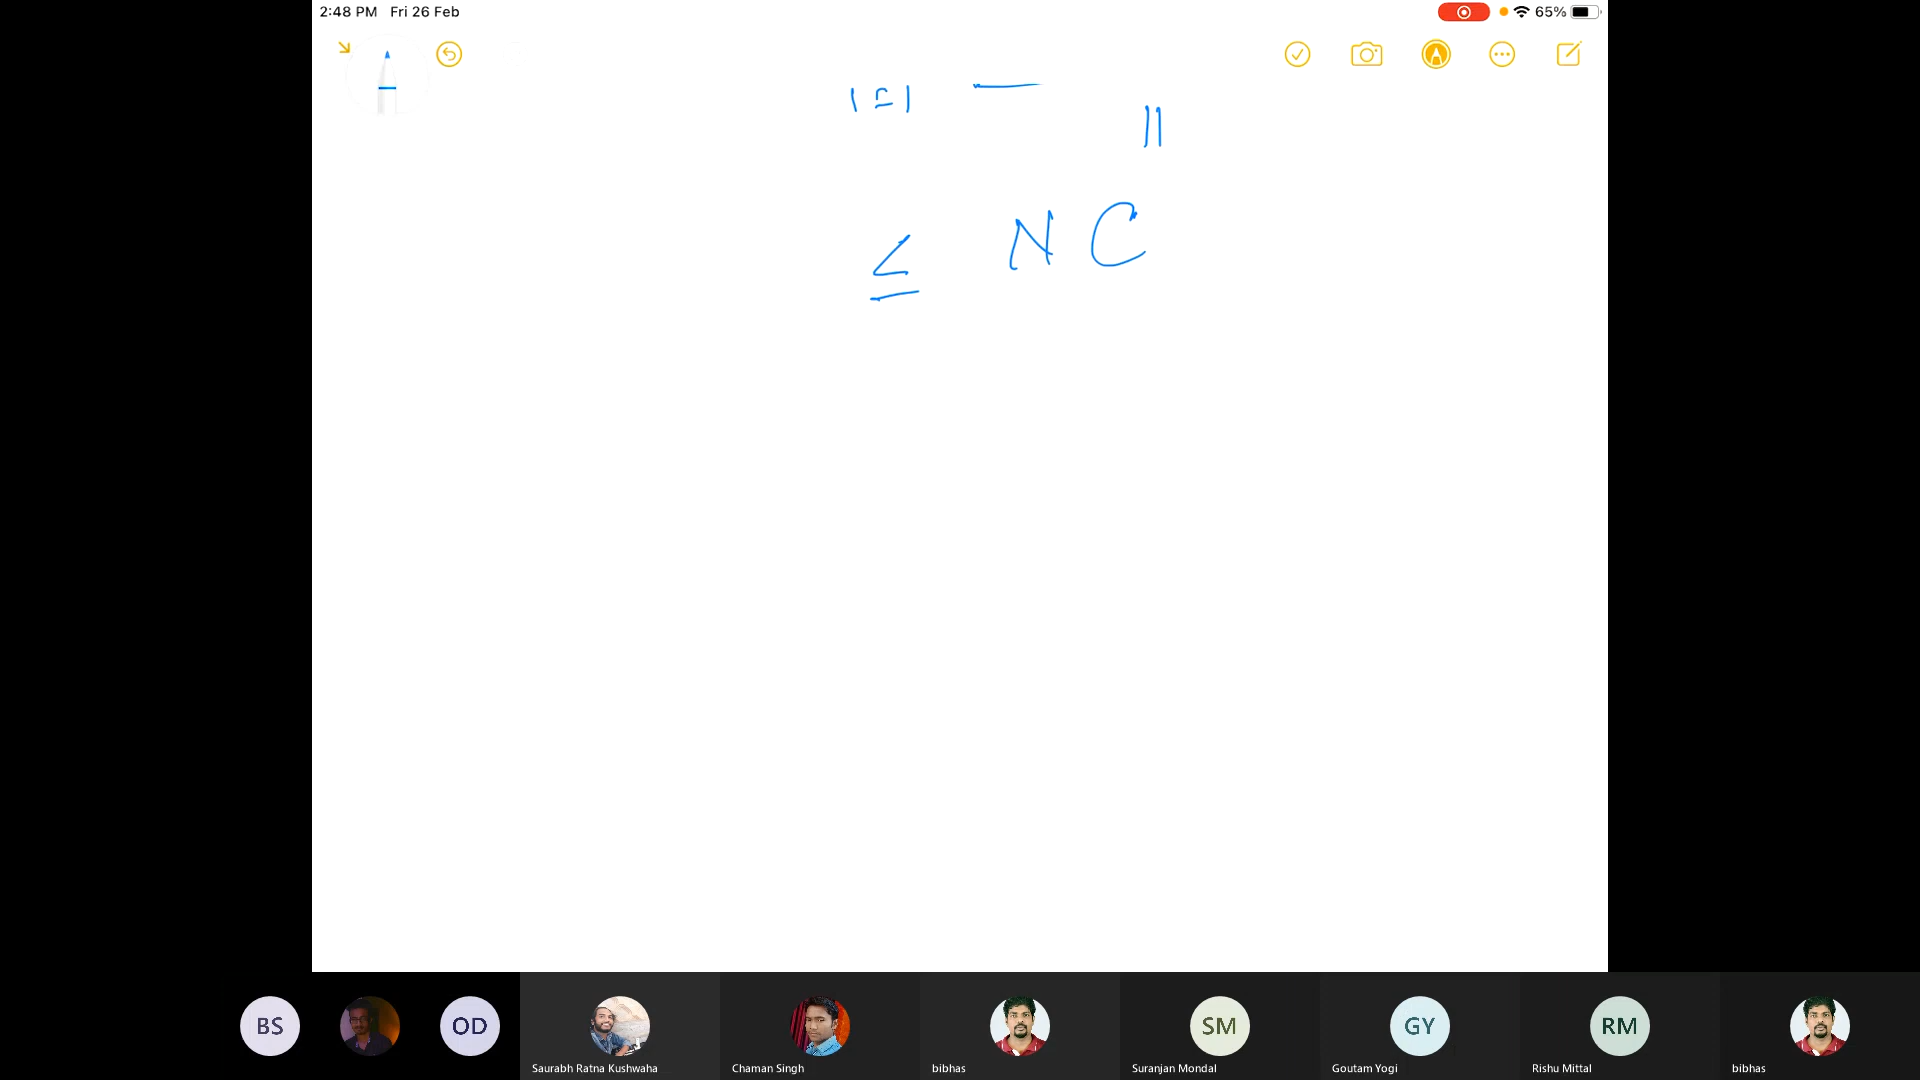 2:48 PM Fri 26 Feb 65%
≤ N C
BS OD SM GY RM
Saurabh Ratna Kushwaha Chaman Singh bibhas Suranjan Mondal Goutam Yogi Rishu Mittal bibhas